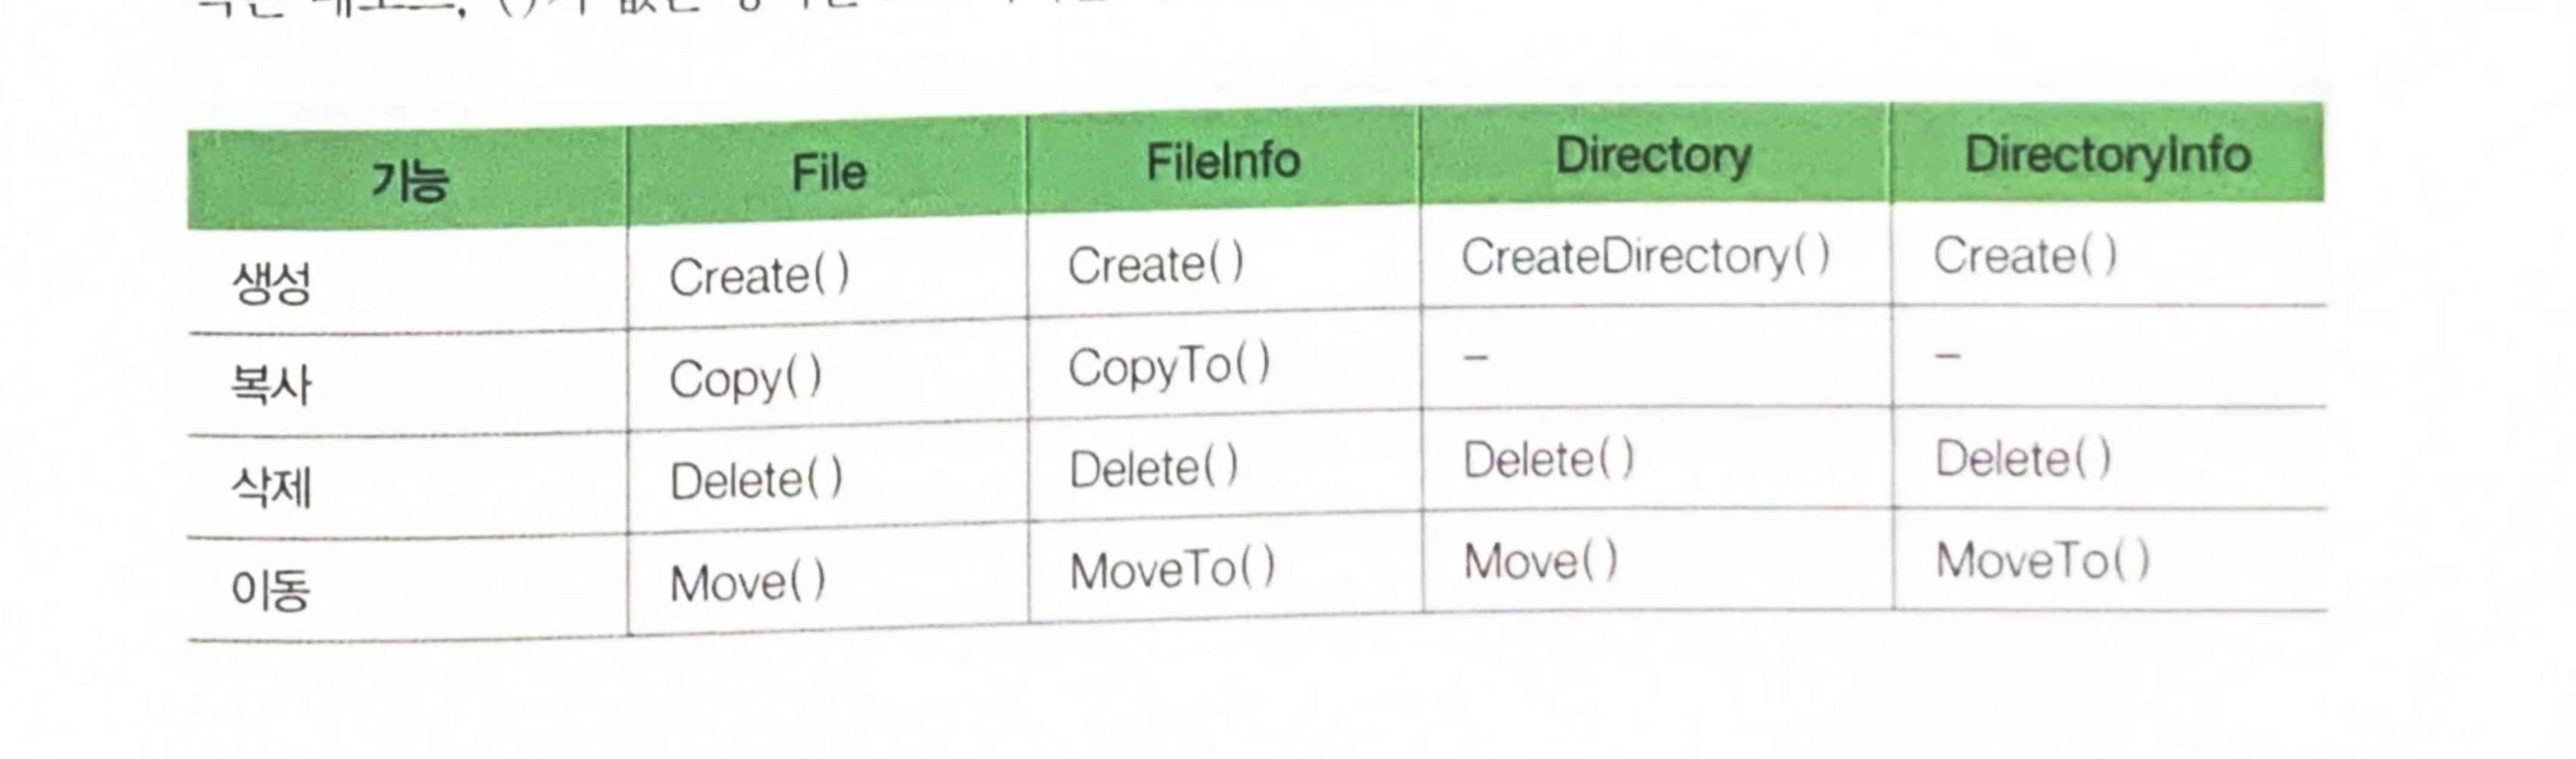 기능 File FileInfo Directory DirectoryInfo
생성 Create() Create() CreateDirectory() Create()
복사 Copy() CopyTo() – –
삭제 Delete() Delete() Delete() Delete()
이동 Move() MoveTo() Move() MoveTo()